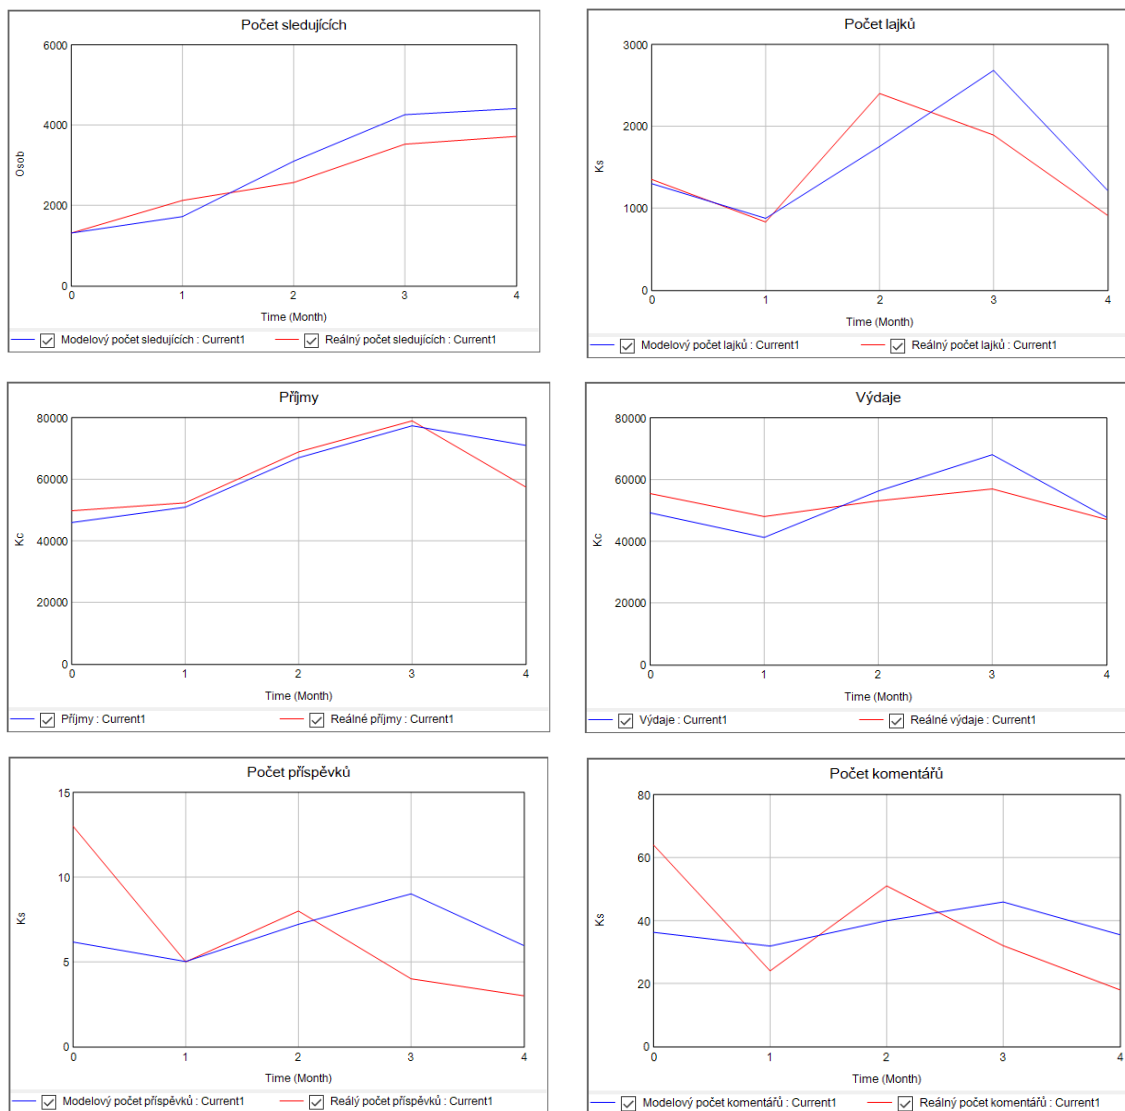 Počet sledujících
6000
4000
2000
0
Osob
0 1 2 3 4
Time (Month)
Modelový počet sledujících : Current1 Reálný počet sledujících : Current1
Počet lajků
3000
2000
1000
0
Ks
0 1 2 3 4
Time (Month)
Modelový počet lajků : Current1 Reálný počet lajků : Current1
Příjmy
80000
60000
40000
20000
0
Kc
0 1 2 3 4
Time (Month)
Příjmy : Current1 Reálné příjmy : Current1
Výdaje
80000
60000
40000
20000
0
Kc
0 1 2 3 4
Time (Month)
Výdaje : Current1 Reálné výdaje : Current1
Počet příspěvků
15
10
5
0
Ks
0 1 2 3 4
Time (Month)
Modelový počet příspěvků : Current1 Reálý počet příspěvků : Current1
Počet komentářů
80
60
40
20
0
Ks
0 1 2 3 4
Time (Month)
Modelový počet komentářů : Current1 Reálný počet komentářů : Current1